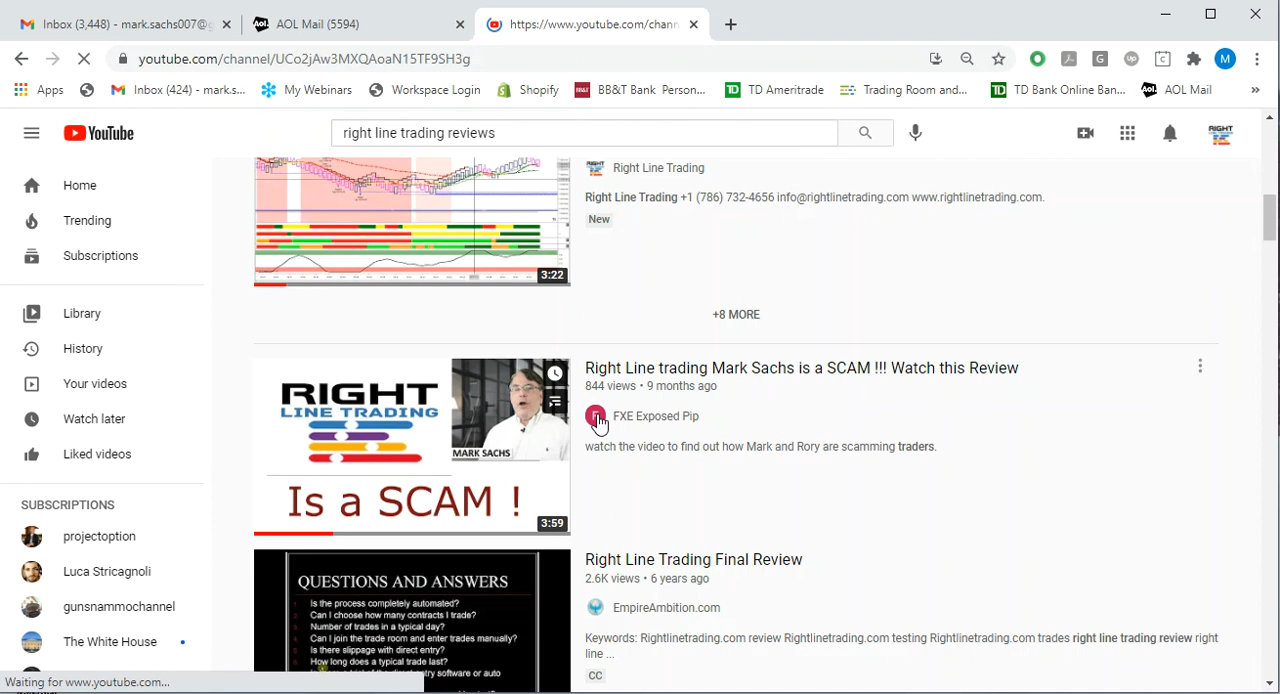 Inbox (3,448) - mark.sachs007@g
AOL Mail (5594)
https://www.youtube.com/chann
youtube.com/channel/UCo2jAw3MXQAoaN15TF9SH3g
Apps
Inbox (424) - mark.s...
My Webinars
Workspace Login
Shopify
BB&T Bank Person...
TD Ameritrade
Trading Room and...
TD Bank Online Ban...
AOL Mail
YouTube
right line trading reviews
Home
Trending
Subscriptions
Library
History
Your videos
Watch later
Liked videos
SUBSCRIPTIONS
projectoption
Luca Stricagnoli
gunsnammochannel
The White House
Right Line Trading
Right Line Trading +1 (786) 732-4656 info@rightlinetrading.com www.rightlinetrading.com.
New
3:22
+8 MORE
RIGHT
LINE TRADING
MARK SACHS
Is a SCAM !
3:59
Right Line trading Mark Sachs is a SCAM !!! Watch this Review
844 views • 9 months ago
FXE Exposed Pip
watch the video to find out how Mark and Rory are scamming traders.
QUESTIONS AND ANSWERS
Is the process completely automated?
Can I choose how many contracts I trade?
Number of trades in a typical day?
Can I join the trade room and enter trades manually?
Is there slippage with direct entry?
How long does a typical trade last?
Right Line Trading Final Review
2.6K views • 6 years ago
EmpireAmbition.com
Keywords: Rightlinetrading.com review Rightlinetrading.com testing Rightlinetrading.com trades right line trading review right
line ...
CC
Waiting for www.youtube.com...